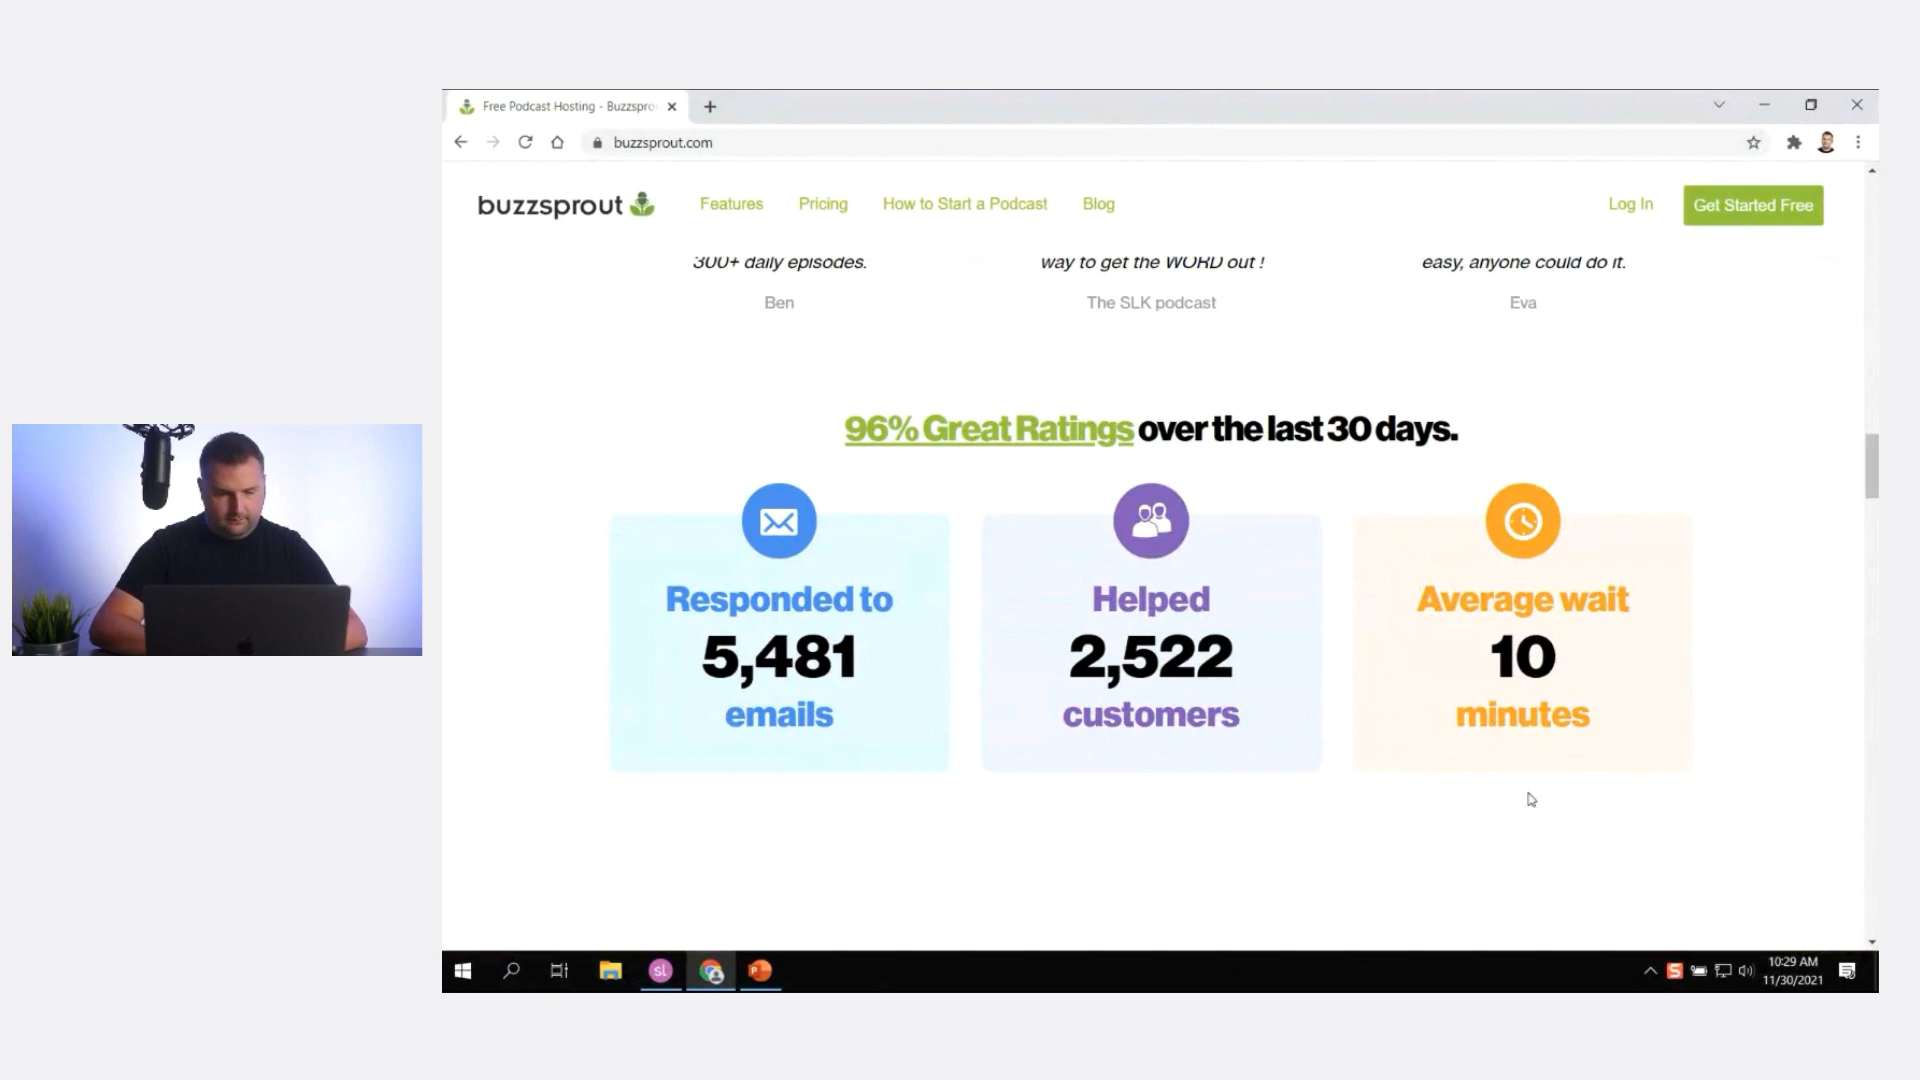 Free Podcast Hosting - Buzzspro
buzzsprout.com
buzzsprout
Features
Pricing
How to Start a Podcast
Blog
Log In
Get Started Free
300+ daily episodes.
Ben
way to get the WORD out !
The SLK podcast
easy, anyone could do it.
Eva
96% Great Ratings over the last 30 days.
Responded to
5,481
emails
Helped
2,522
customers
Average wait
10
minutes
sl
P
S
10:29 AM
11/30/2021